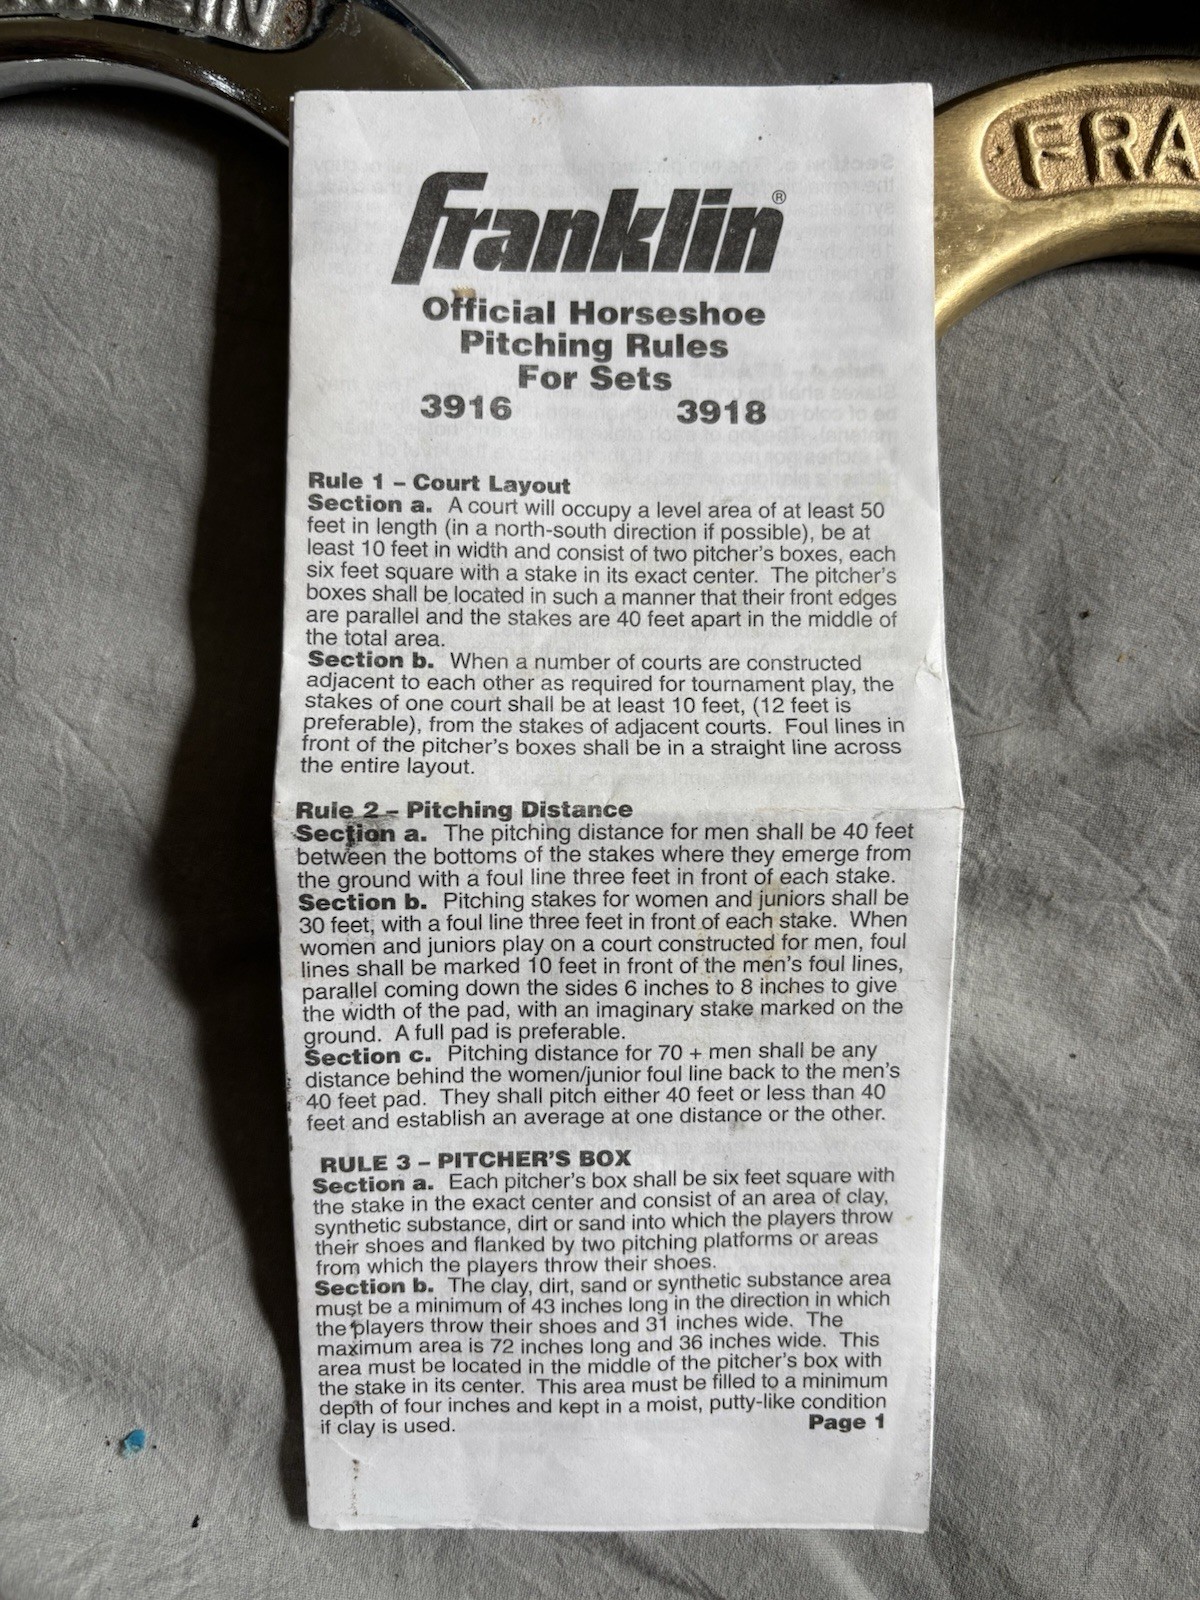 FRA
franklin®
Official Horseshoe
Pitching Rules
For Sets
3916 3918
Rule 1 – Court Layout
Section a. A court will occupy a level area of at least 50
feet in length (in a north-south direction if possible), be at
least 10 feet in width and consist of two pitcher's boxes, each
six feet square with a stake in its exact center. The pitcher's
boxes shall be located in such a manner that their front edges
are parallel and the stakes are 40 feet apart in the middle of
the total area.
Section b. When a number of courts are constructed
adjacent to each other as required for tournament play, the
stakes of one court shall be at least 10 feet, (12 feet is
preferable), from the stakes of adjacent courts. Foul lines in
front of the pitcher's boxes shall be in a straight line across
the entire layout.
Rule 2 – Pitching Distance
Section a. The pitching distance for men shall be 40 feet
between the bottoms of the stakes where they emerge from
the ground with a foul line three feet in front of each stake.
Section b. Pitching stakes for women and juniors shall be
30 feet, with a foul line three feet in front of each stake. When
women and juniors play on a court constructed for men, foul
lines shall be marked 10 feet in front of the men's foul lines,
parallel coming down the sides 6 inches to 8 inches to give
the width of the pad, with an imaginary stake marked on the
ground. A full pad is preferable.
Section c. Pitching distance for 70 + men shall be any
distance behind the women/junior foul line back to the men's
40 feet pad. They shall pitch either 40 feet or less than 40
feet and establish an average at one distance or the other.
RULE 3 – PITCHER'S BOX
Section a. Each pitcher's box shall be six feet square with
the stake in the exact center and consist of an area of clay,
synthetic substance, dirt or sand into which the players throw
their shoes and flanked by two pitching platforms or areas
from which the players throw their shoes.
Section b. The clay, dirt, sand or synthetic substance area
must be a minimum of 43 inches long in the direction in which
the players throw their shoes and 31 inches wide. The
maximum area is 72 inches long and 36 inches wide. This
area must be located in the middle of the pitcher's box with
the stake in its center. This area must be filled to a minimum
depth of four inches and kept in a moist, putty-like condition
if clay is used. Page 1